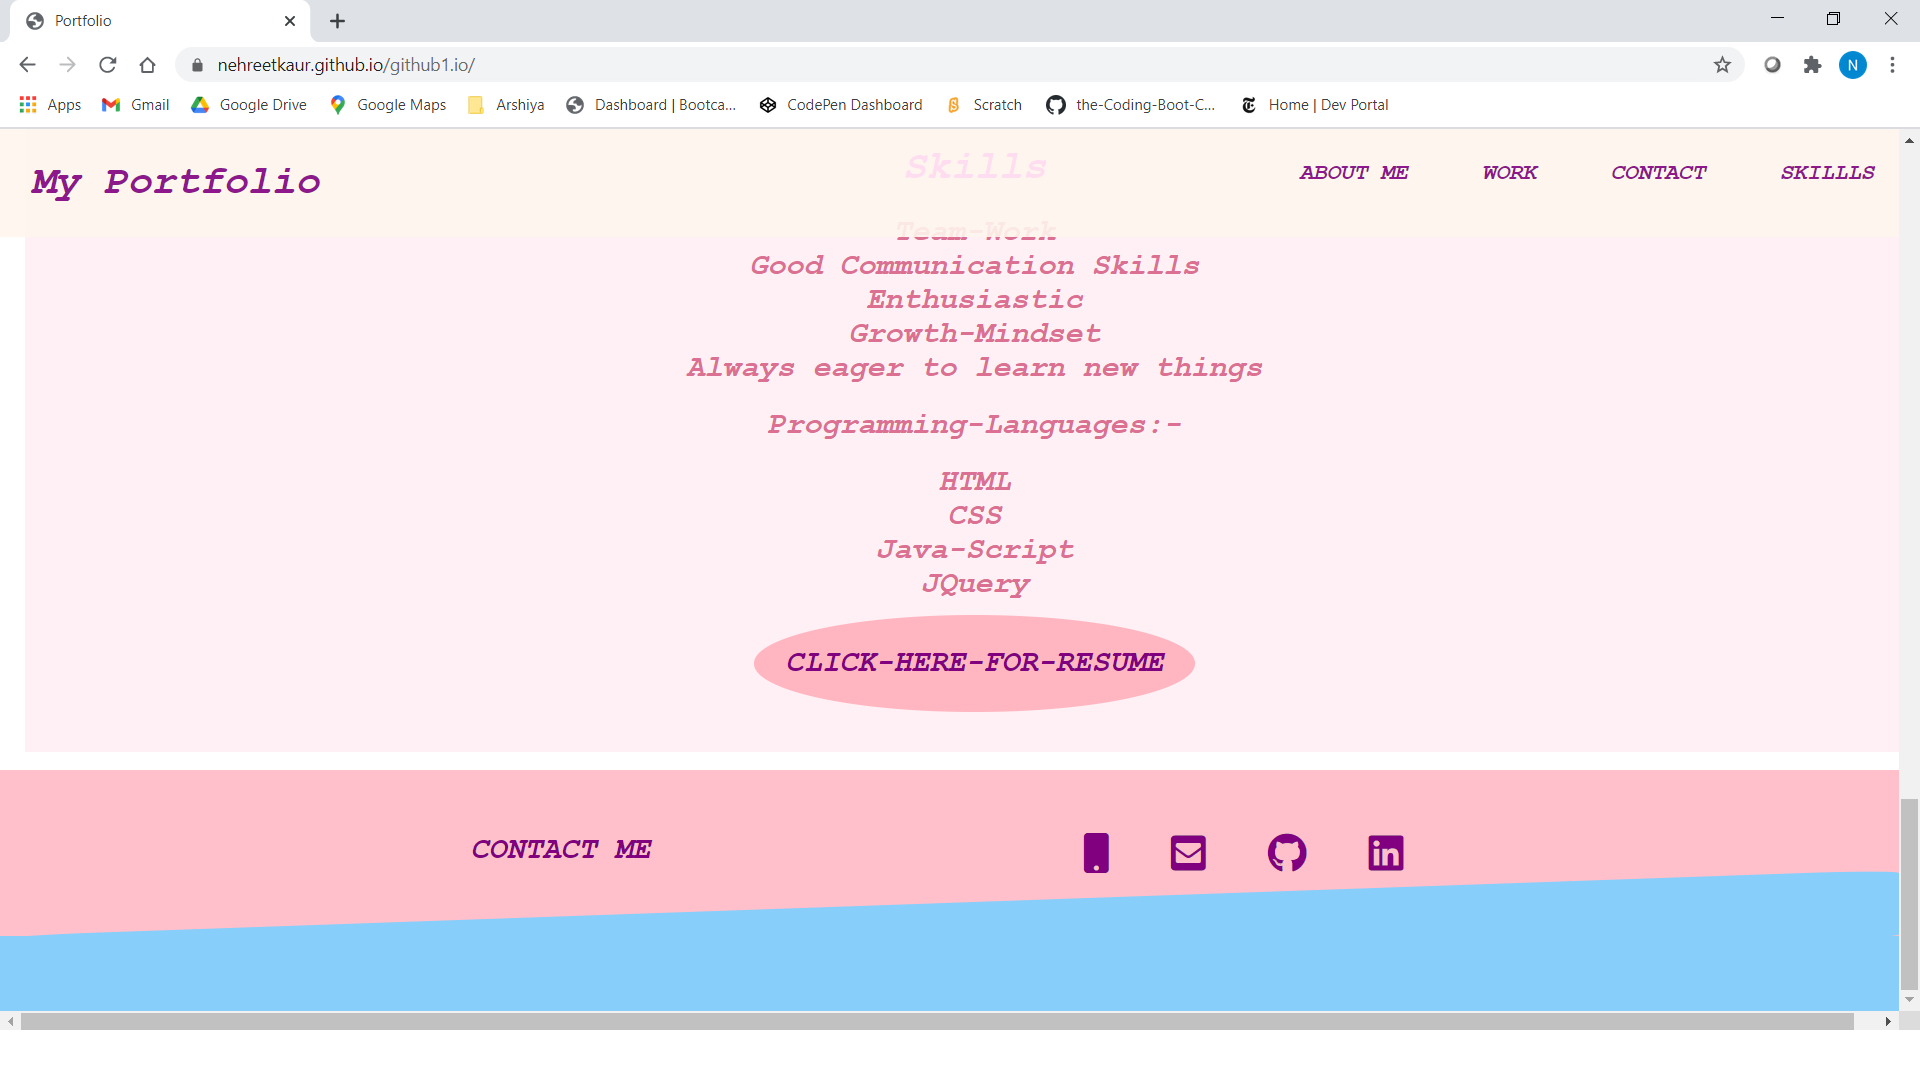 Portfolio
nehreetkaur.github.io/github1.io/
N
Apps Gmail Google Drive Google Maps Arshiya Dashboard | Bootca... CodePen Dashboard Scratch the-Coding-Boot-C... Home | Dev Portal
My Portfolio
ABOUT ME WORK CONTACT SKILLLS
Skills
Team-Work
Good Communication Skills
Enthusiastic
Growth-Mindset
Always eager to learn new things
Programming-Languages:-
HTML
CSS
Java-Script
JQuery
CLICK-HERE-FOR-RESUME
CONTACT ME
in